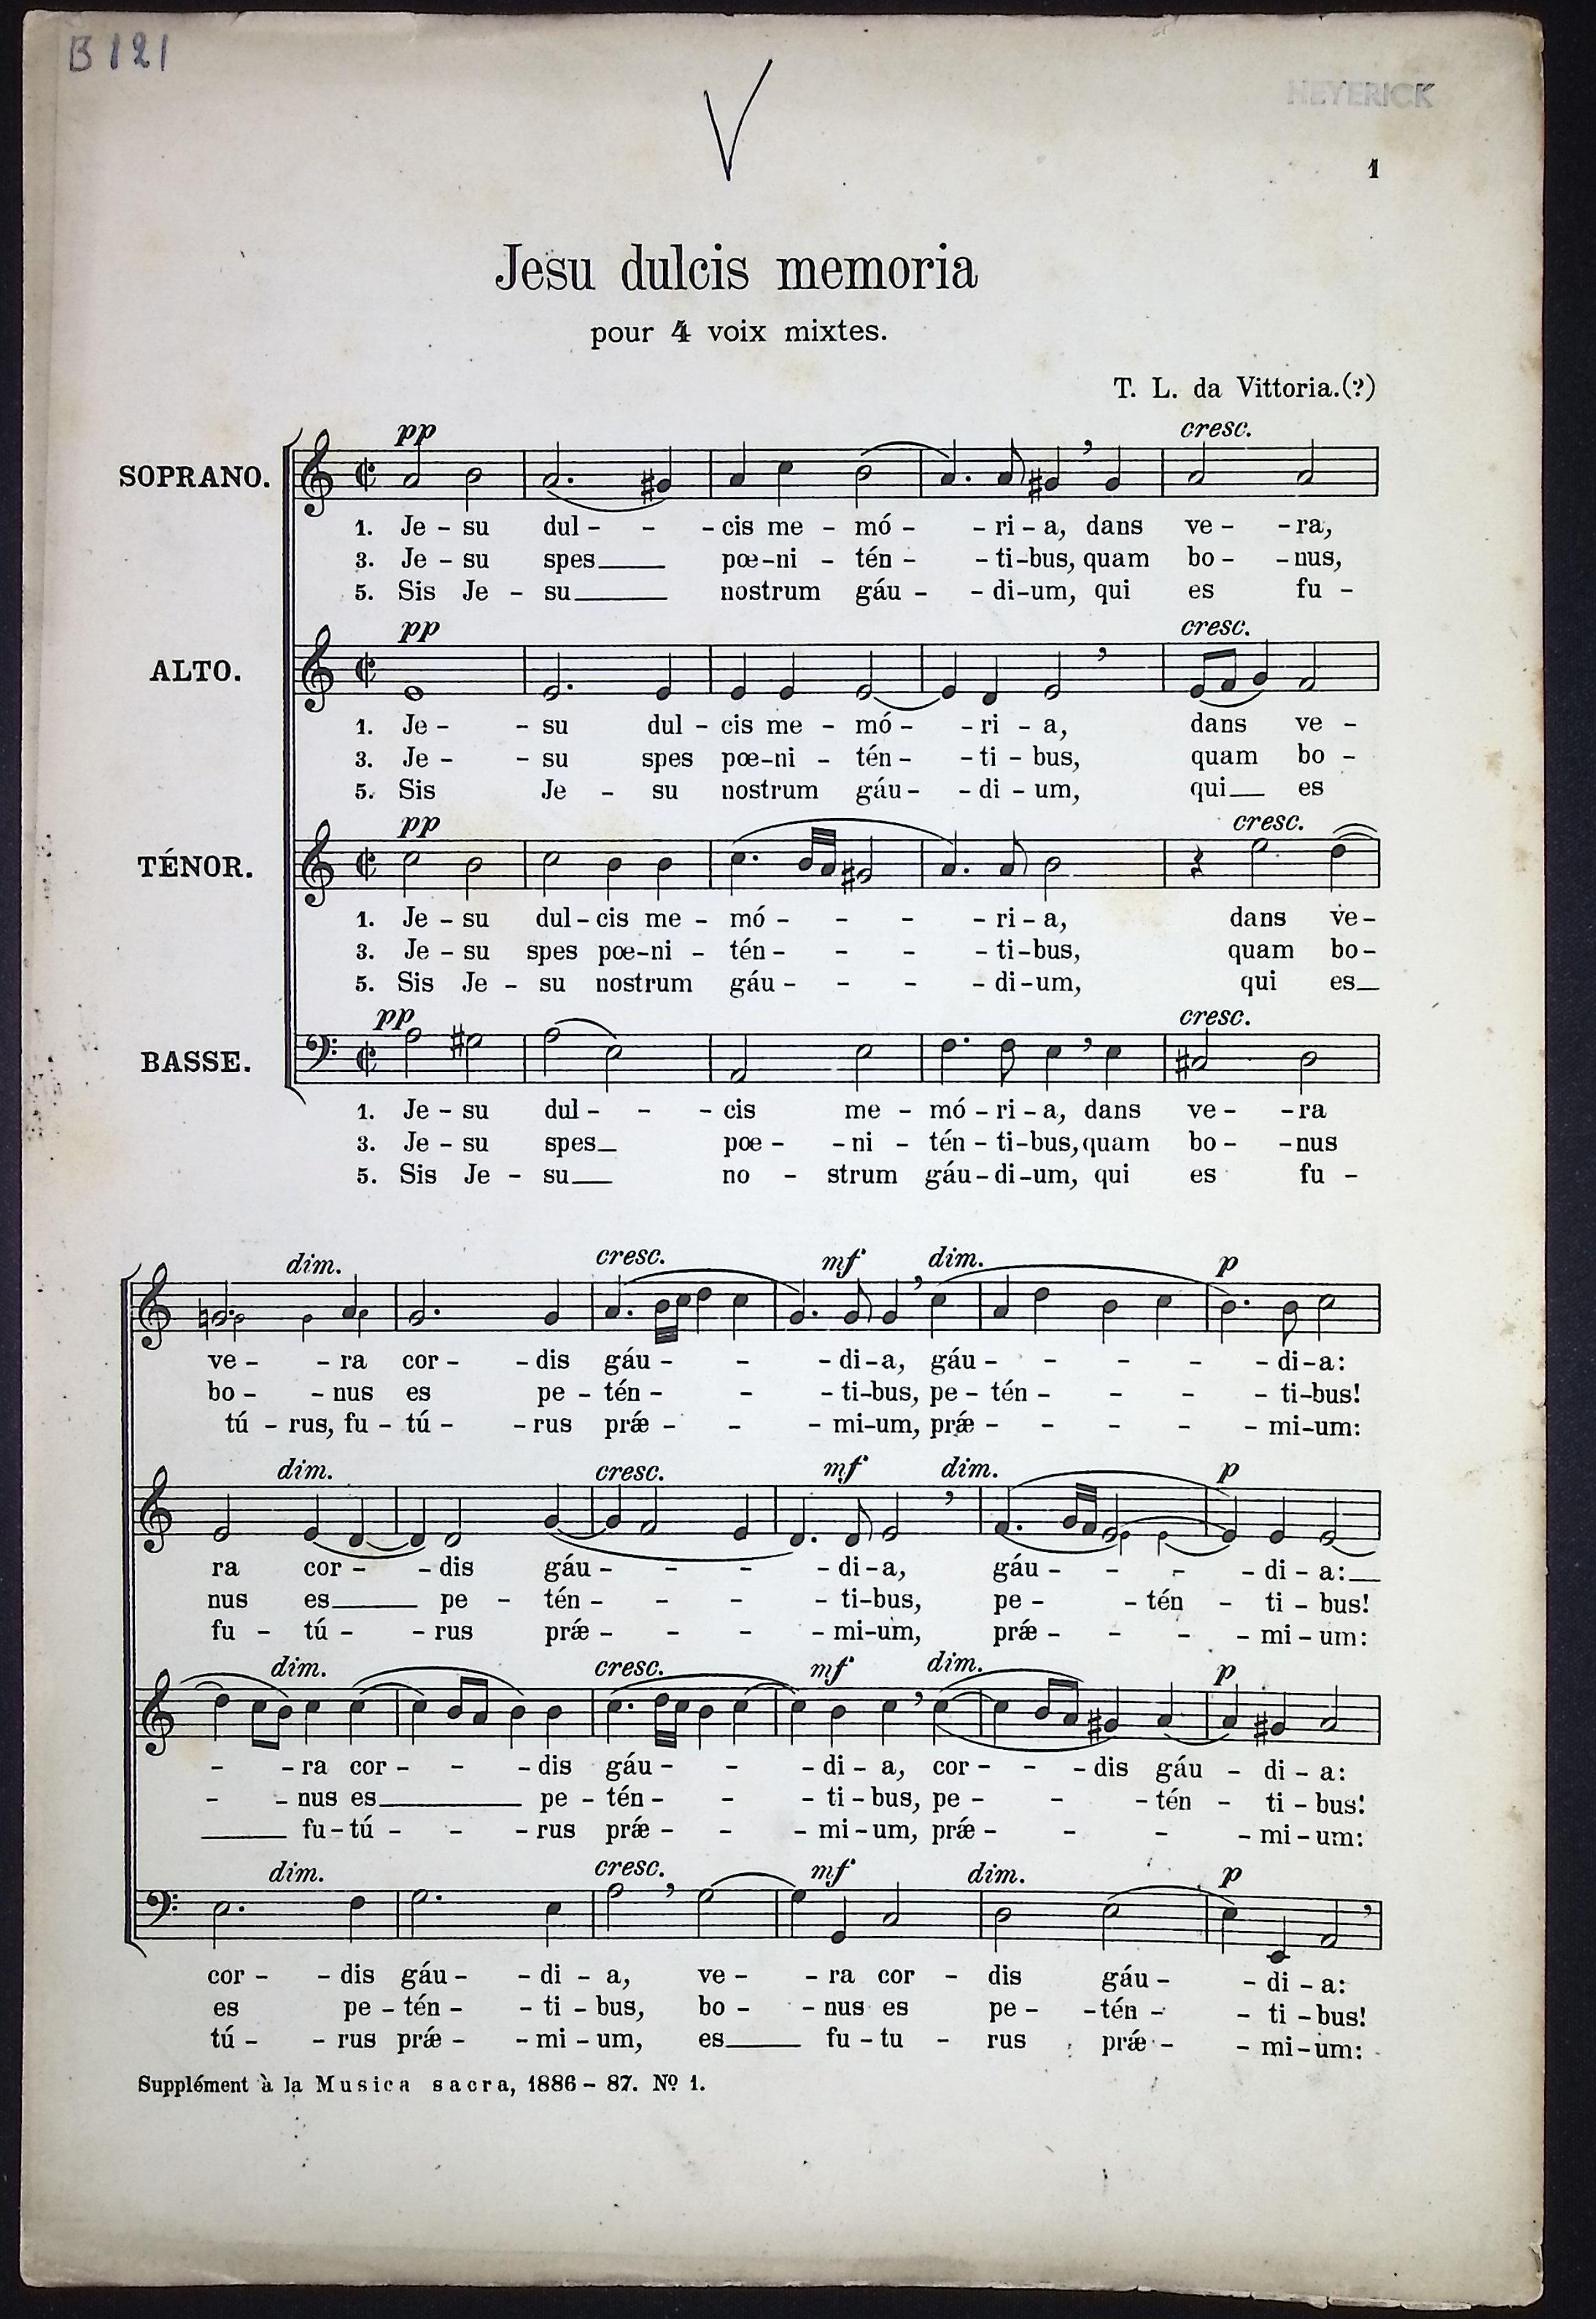 B 121
HEYERICK
V
1
Jesu dulcis memoria
pour 4 voix mixtes.
T. L. da Vittoria.(?)
pp cresc.
SOPRANO.
1. Je - su dul - - - cis me - mó - - ri - a, dans ve - - ra,
3. Je - su spes___ pœ - ni - tén - - ti - bus, quam bo - - nus,
5. Sis Je - su___ nostrum gáu - - di - um, qui es fu -
pp cresc.
ALTO.
1. Je - - su dul - cis me - mó - - ri - a, dans ve -
3. Je - - su spes pœ - ni - tén - - ti - bus, quam bo -
5. Sis Je - su nostrum gáu - - di - um, qui__ es
pp cresc.
TÉNOR.
1. Je - su dul - cis me - mó - - - - ri - a, dans ve -
3. Je - su spes pœ - ni - tén - - - - ti - bus, quam bo -
5. Sis Je - su nostrum gáu - - - - di - um, qui es__
pp cresc.
BASSE.
1. Je - su dul - - - cis me - mó - ri - a, dans ve - - ra
3. Je - su spes__ pœ - - ni - tén - ti - bus, quam bo - - nus
5. Sis Je - su__ no - strum gáu - di - um, qui es fu -
dim. cresc. mf dim. p
ve - - ra cor - - dis gáu - - - di - a, gáu - - - - - di - a:
bo - - nus es pe - tén - - - ti - bus, pe - tén - - - - ti - bus!
tú - rus, fu - tú - - rus prǽ - - - mi - um, prǽ - - - - - mi - um:
dim. cresc. mf dim. p
ra cor - - dis gáu - - - - di - a, gáu - - - - di - a:__
nus es___ pe - tén - - - - ti - bus, pe - - tén - ti - bus!
fu - tú - - rus prǽ - - - - mi - um, prǽ - - - - mi - um:
dim. cresc. mf dim. p
- - ra cor - - - dis gáu - - - di - a, cor - - - dis gáu - di - a:
- - nus es___ pe - tén - - - ti - bus, pe - - - tén - ti - bus!
___ fu - tú - - - rus prǽ - - - mi - um, prǽ - - - - mi - um:
dim. cresc. mf dim. p
cor - - dis gáu - - di - a, ve - - ra cor - dis gáu - - di - a:
es pe - tén - - ti - bus, bo - - nus es pe - - tén - - ti - bus!
tú - - rus prǽ - - mi - um, es___ fu - tu - rus prǽ - - mi - um:
Supplément à la Musica sacra, 1886 - 87. No 1.